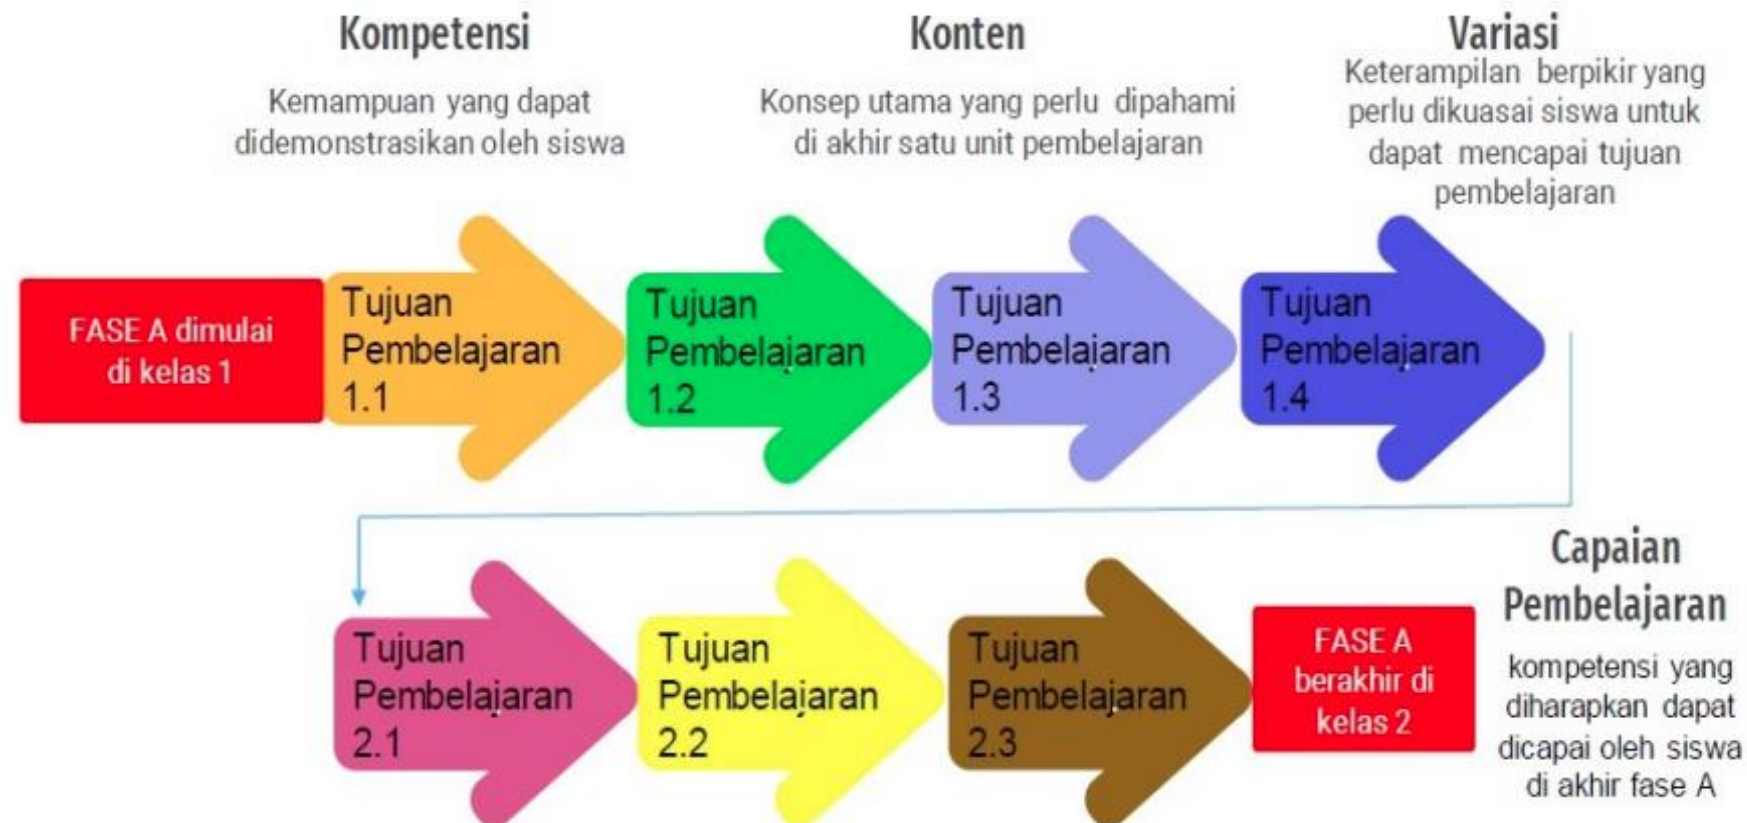 Kompetensi
Kemampuan yang dapat
didemonstrasikan oleh siswa
Konten
Konsep utama yang perlu dipahami
di akhir satu unit pembelajaran
Variasi
Keterampilan berpikir yang
perlu dikuasai siswa untuk
dapat mencapai tujuan
pembelajaran
FASE A dimulai
di kelas 1
Tujuan
Pembelajaran
1.1
Tujuan
Pembelajaran
1.2
Tujuan
Pembelajaran
1.3
Tujuan
Pembelajaran
1.4
Tujuan
Pembelajaran
2.1
Tujuan
Pembelajaran
2.2
Tujuan
Pembelajaran
2.3
FASE A
berakhir di
kelas 2
Capaian
Pembelajaran
kompetensi yang
diharapkan dapat
dicapai oleh siswa
di akhir fase A